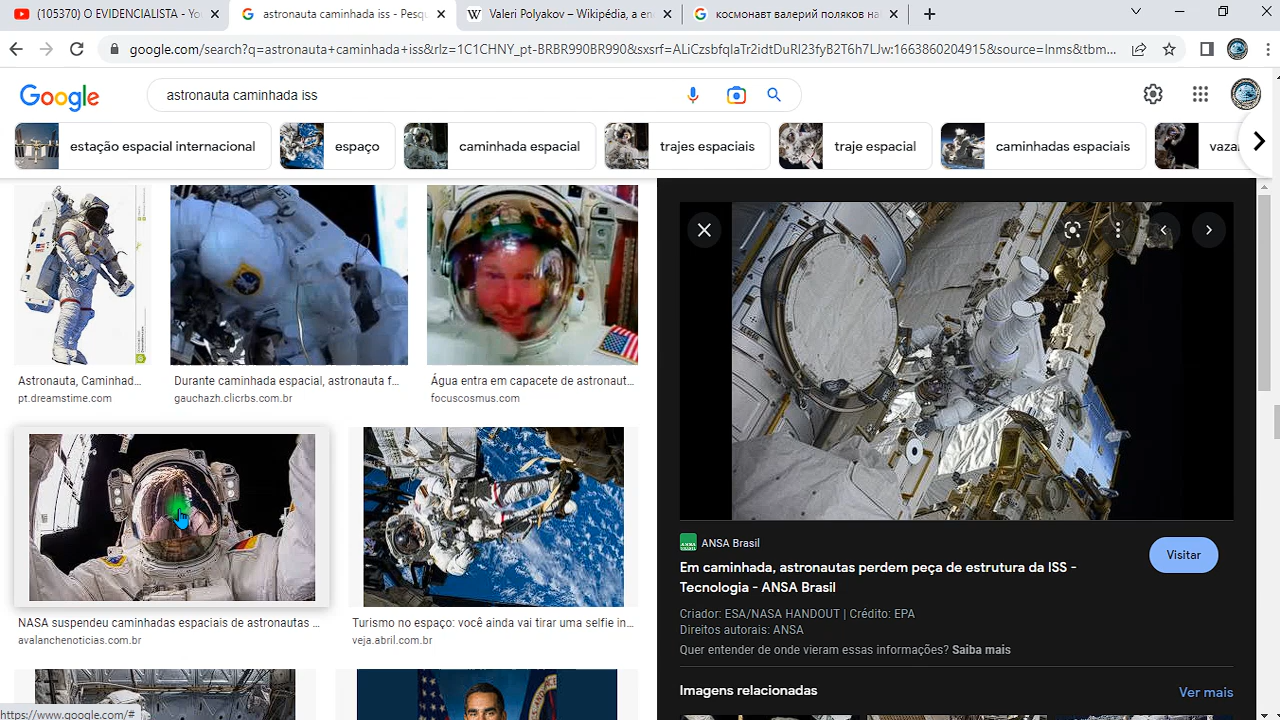 (105370) O EVIDENCIALISTA - Yo
astronauta caminhada iss - Pesqu
Valeri Polyakov – Wikipédia, a en
космонавт валерий поляков на
google.com/search?q=astronauta+caminhada+iss&rlz=1C1CHNY_pt-BRBR990BR990&sxsrf=ALiCzsbfqlaTr2idtDuRI23fyB2T6h7LJw:1663860204915&source=lnms&tbm...
Google
astronauta caminhada iss
estação espacial internacional
espaço
caminhada espacial
trajes espaciais
traje espacial
caminhadas espaciais
vaza
Astronauta, Caminhad...
pt.dreamstime.com
Durante caminhada espacial, astronauta f...
gauchazh.clicrbs.com.br
Água entra em capacete de astronaut...
focuscosmus.com
NASA suspendeu caminhadas espaciais de astronautas ...
avalanchenoticias.com.br
Turismo no espaço: você ainda vai tirar uma selfie in...
veja.abril.com.br
ANSA Brasil
Visitar
Em caminhada, astronautas perdem peça de estrutura da ISS -
Tecnologia - ANSA Brasil
Criador: ESA/NASA HANDOUT | Crédito: EPA
Direitos autorais: ANSA
Quer entender de onde vieram essas informações? Saiba mais
Imagens relacionadas
Ver mais
https://www.google.com/#